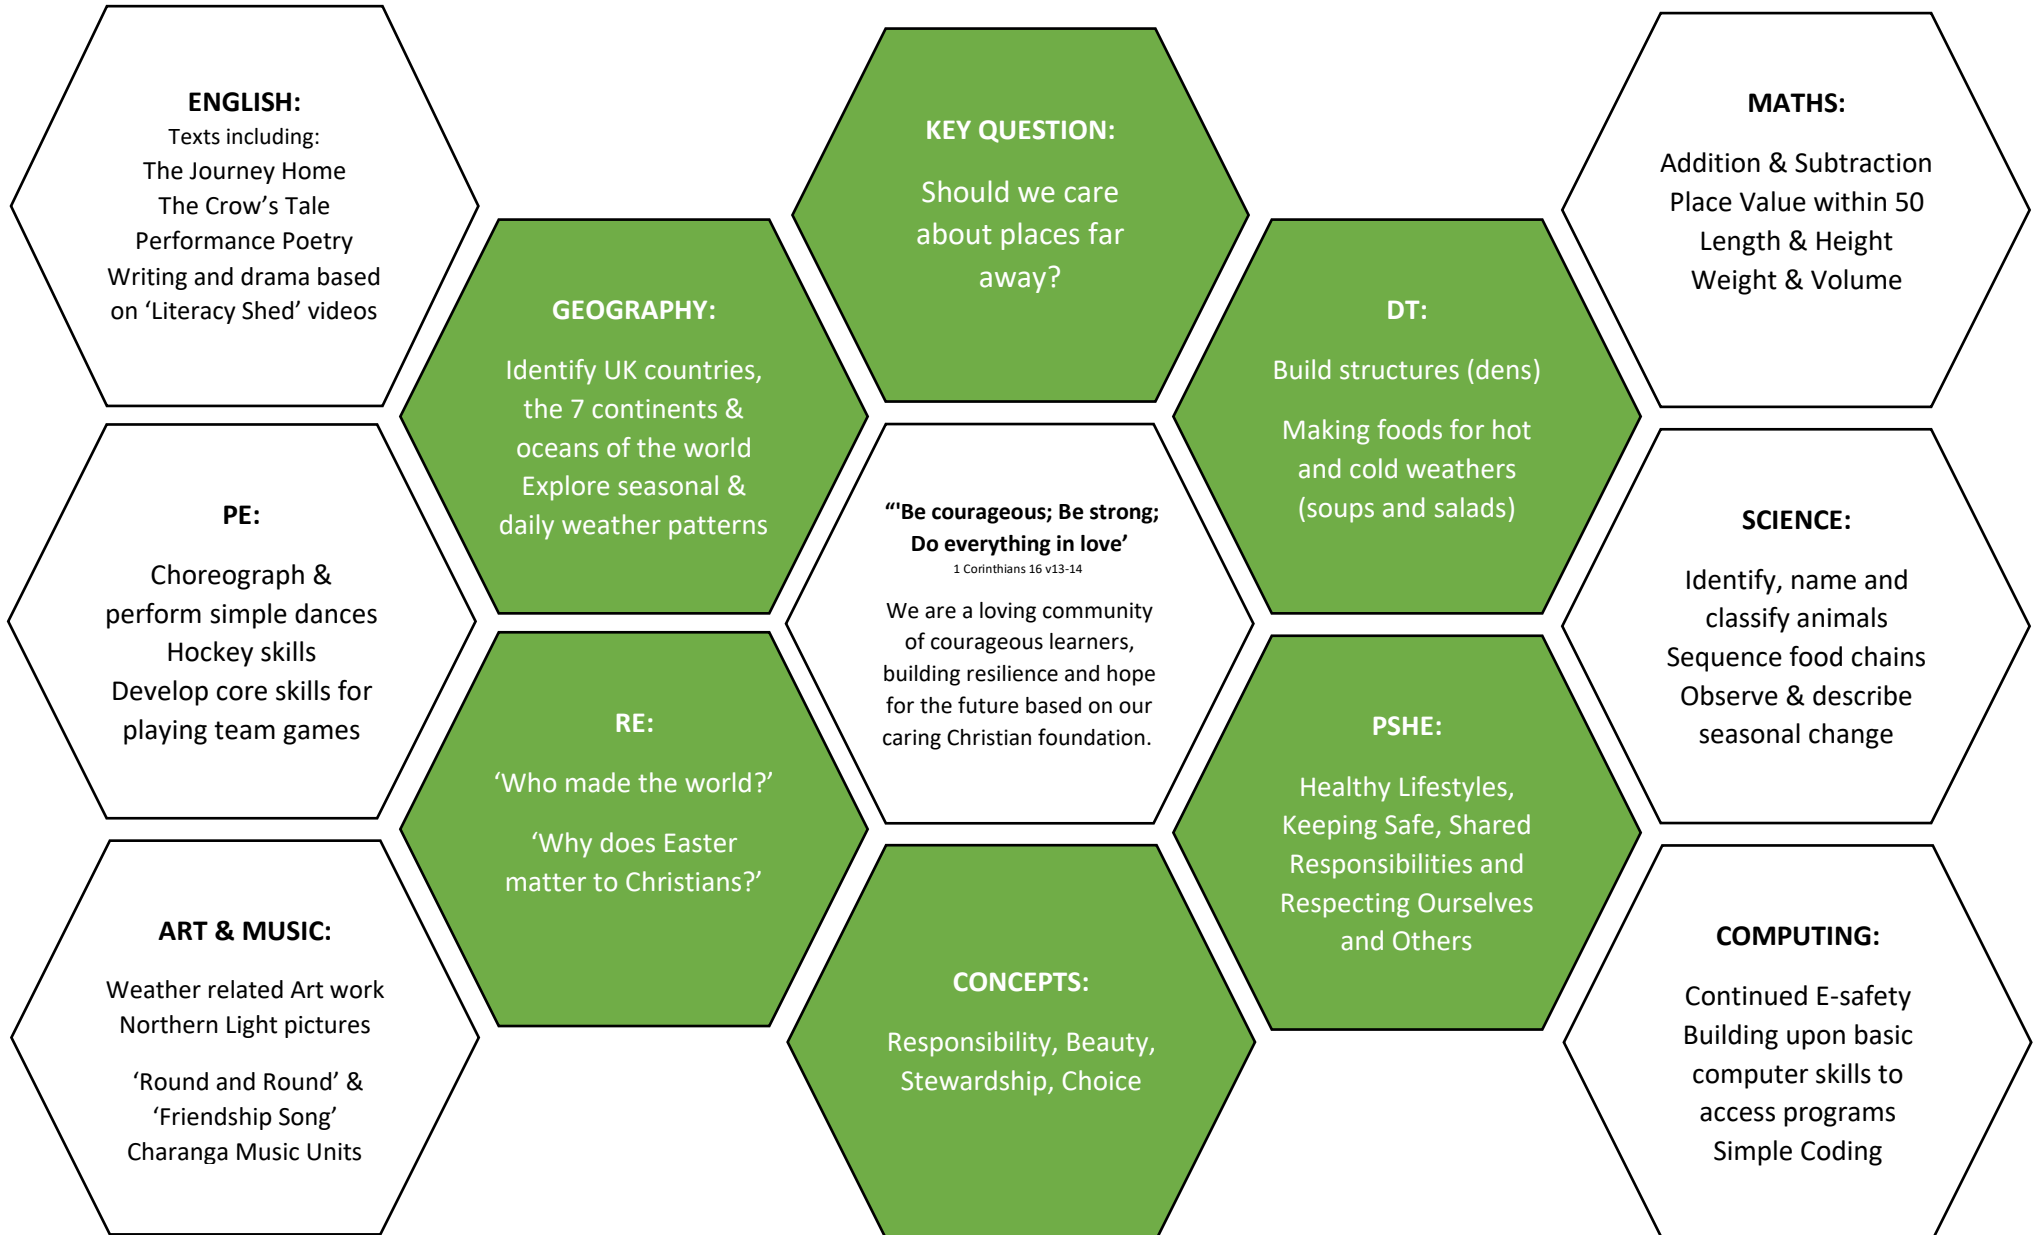 ENGLISH:
Texts including:
The Journey Home
The Crow’s Tale
Performance Poetry
Writing and drama based
on ‘Literacy Shed’ videos
PE:
Choreograph &
perform simple dances
Hockey skills
Develop core skills for
playing team games
ART & MUSIC:
Weather related Art work
Northern Light pictures
‘Round and Round’ &
‘Friendship Song’
Charanga Music Units
GEOGRAPHY:
Identify UK countries,
the 7 continents &
oceans of the world
Explore seasonal &
daily weather patterns
RE:
‘Who made the world?’
‘Why does Easter
matter to Christians?’
KEY QUESTION:
Should we care
about places far
away?
“'Be courageous; Be strong;
Do everything in love’
1 Corinthians 16 v13-14
We are a loving community
of courageous learners,
building resilience and hope
for the future based on our
caring Christian foundation.
CONCEPTS:
Responsibility, Beauty,
Stewardship, Choice
DT:
Build structures (dens)
Making foods for hot
and cold weathers
(soups and salads)
PSHE:
Healthy Lifestyles,
Keeping Safe, Shared
Responsibilities and
Respecting Ourselves
and Others
MATHS:
Addition & Subtraction
Place Value within 50
Length & Height
Weight & Volume
SCIENCE:
Identify, name and
classify animals
Sequence food chains
Observe & describe
seasonal change
COMPUTING:
Continued E-safety
Building upon basic
computer skills to
access programs
Simple Coding